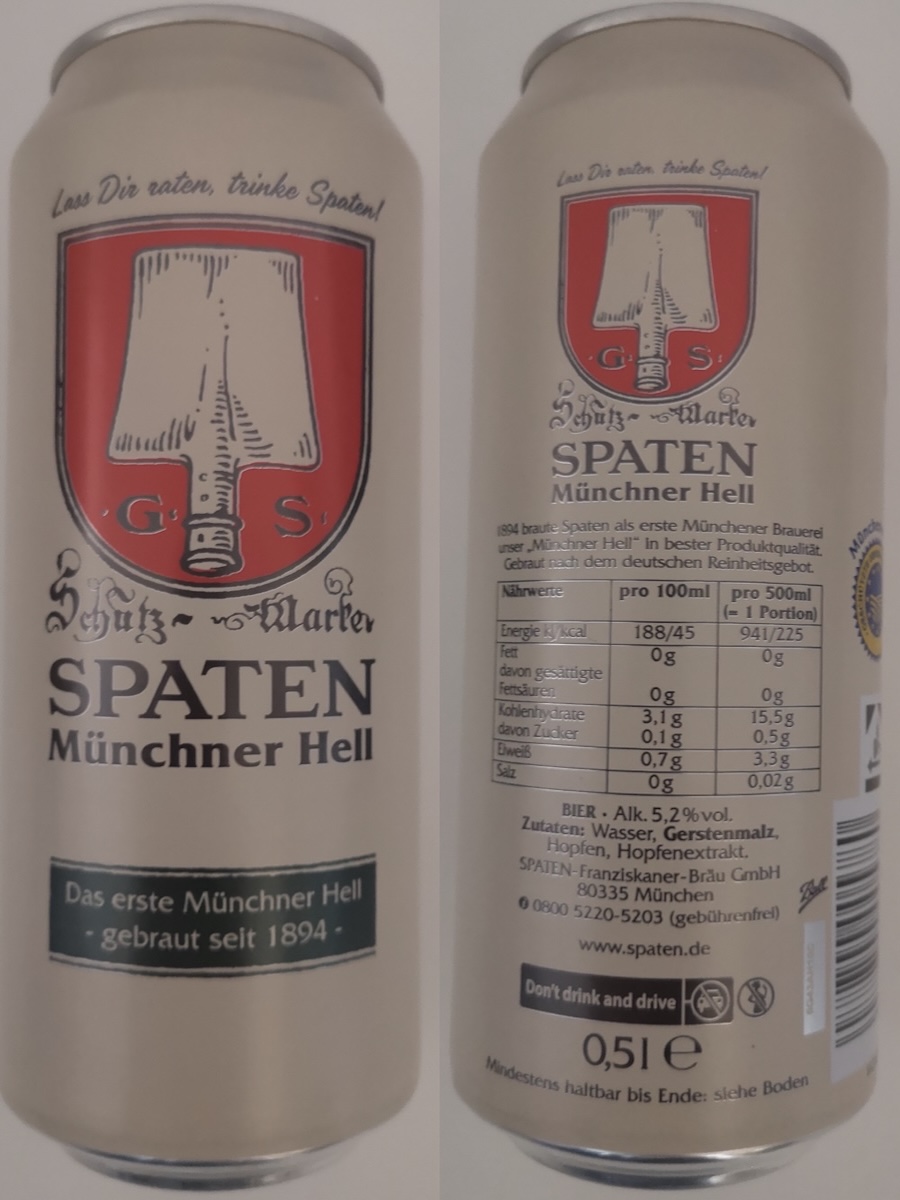 Lass Dir raten, trinke Spaten!
G S
Schutz- Marke
SPATEN
Münchner Hell
Das erste Münchner Hell
- gebraut seit 1894 -
Lass Dir raten, trinke Spaten!
G S
Schutz- Marke
SPATEN
Münchner Hell
1894 braute Spaten als erste Münchener Brauerei
unser „Münchner Hell“ in bester Produktqualität.
Gebraut nach dem deutschen Reinheitsgebot.
Nährwerte pro 100ml pro 500ml
(= 1 Portion)
Energie kJ/kcal 188/45 941/225
Fett 0g 0g
davon gesättigte
Fettsäuren 0g 0g
Kohlenhydrate 3,1g 15,5g
davon Zucker 0,1g 0,5g
Eiweiß 0,7g 3,3g
Salz 0g 0,02g
BIER · Alk. 5,2%vol.
Zutaten: Wasser, Gerstenmalz,
Hopfen, Hopfenextrakt.
SPATEN-Franziskaner-Bräu GmbH
80335 München
0800 5220-5203 (gebührenfrei)
www.spaten.de
Ball
Don't drink and drive
0,5l e
Mindestens haltbar bis Ende: siehe Boden